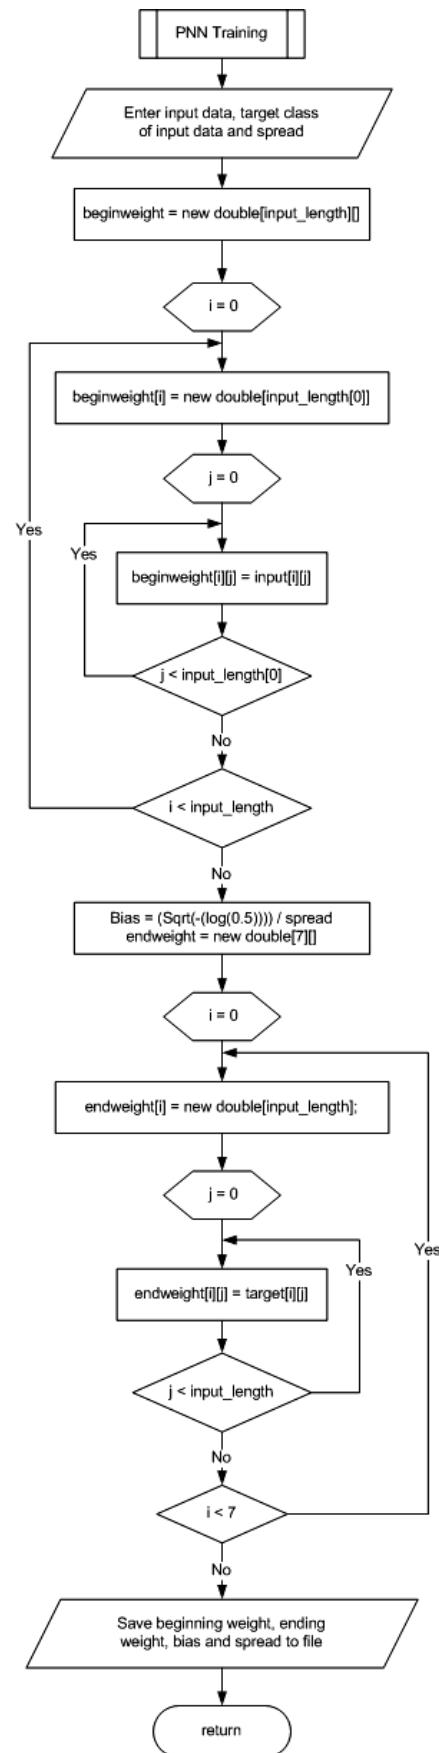 PNN Training
Enter input data, target class
of input data and spread
beginweight = new double[input_length][]
i = 0
beginweight[i] = new double[input_length[0]]
j = 0
Yes
Yes
beginweight[i][j] = input[i][j]
j < input_length[0]
No
i < input_length
No
Bias = (Sqrt(-(log(0.5)))) / spread
endweight = new double[7][]
i = 0
endweight[i] = new double[input_length];
j = 0
Yes
Yes
endweight[i][j] = target[i][j]
j < input_length
No
i < 7
No
Save beginning weight, ending
weight, bias and spread to file
return